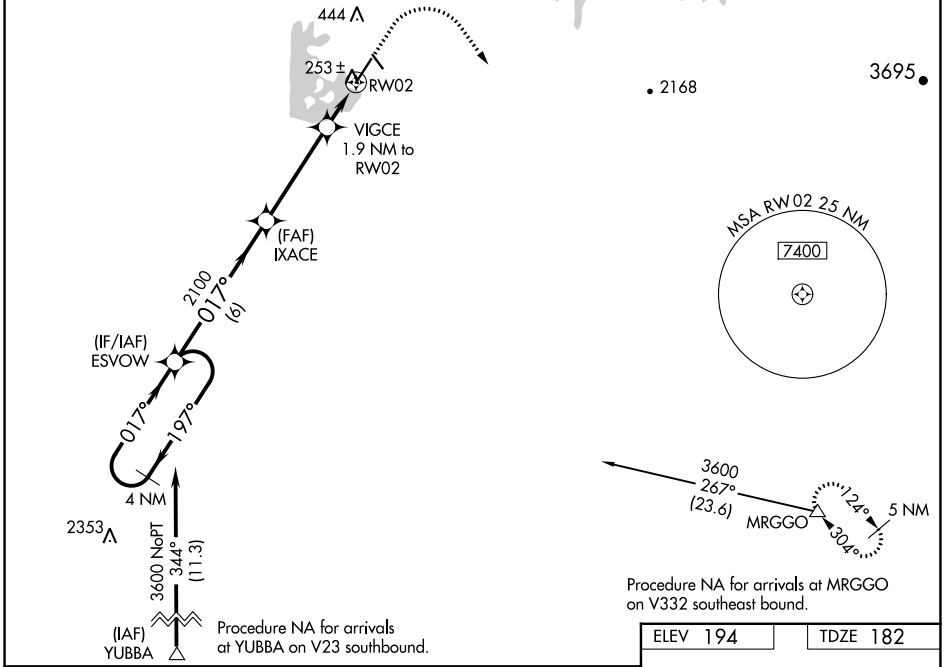 444
253 ±
RW02
2168
3695
VIGCE
1.9 NM to
RW02
(FAF)
IXACE
MSA RW 02 25 NM
7400
2100
017°
(6)
(IF/IAF)
ESVOW
017°
197°
4 NM
2353
3600 NoPT
344°
(11.3)
3600
267°
(23.6)
MRGGO
124°
304°
5 NM
Procedure NA for arrivals at MRGGO
on V332 southeast bound.
(IAF)
YUBBA
Procedure NA for arrivals
at YUBBA on V23 southbound.
ELEV 194
TDZE 182